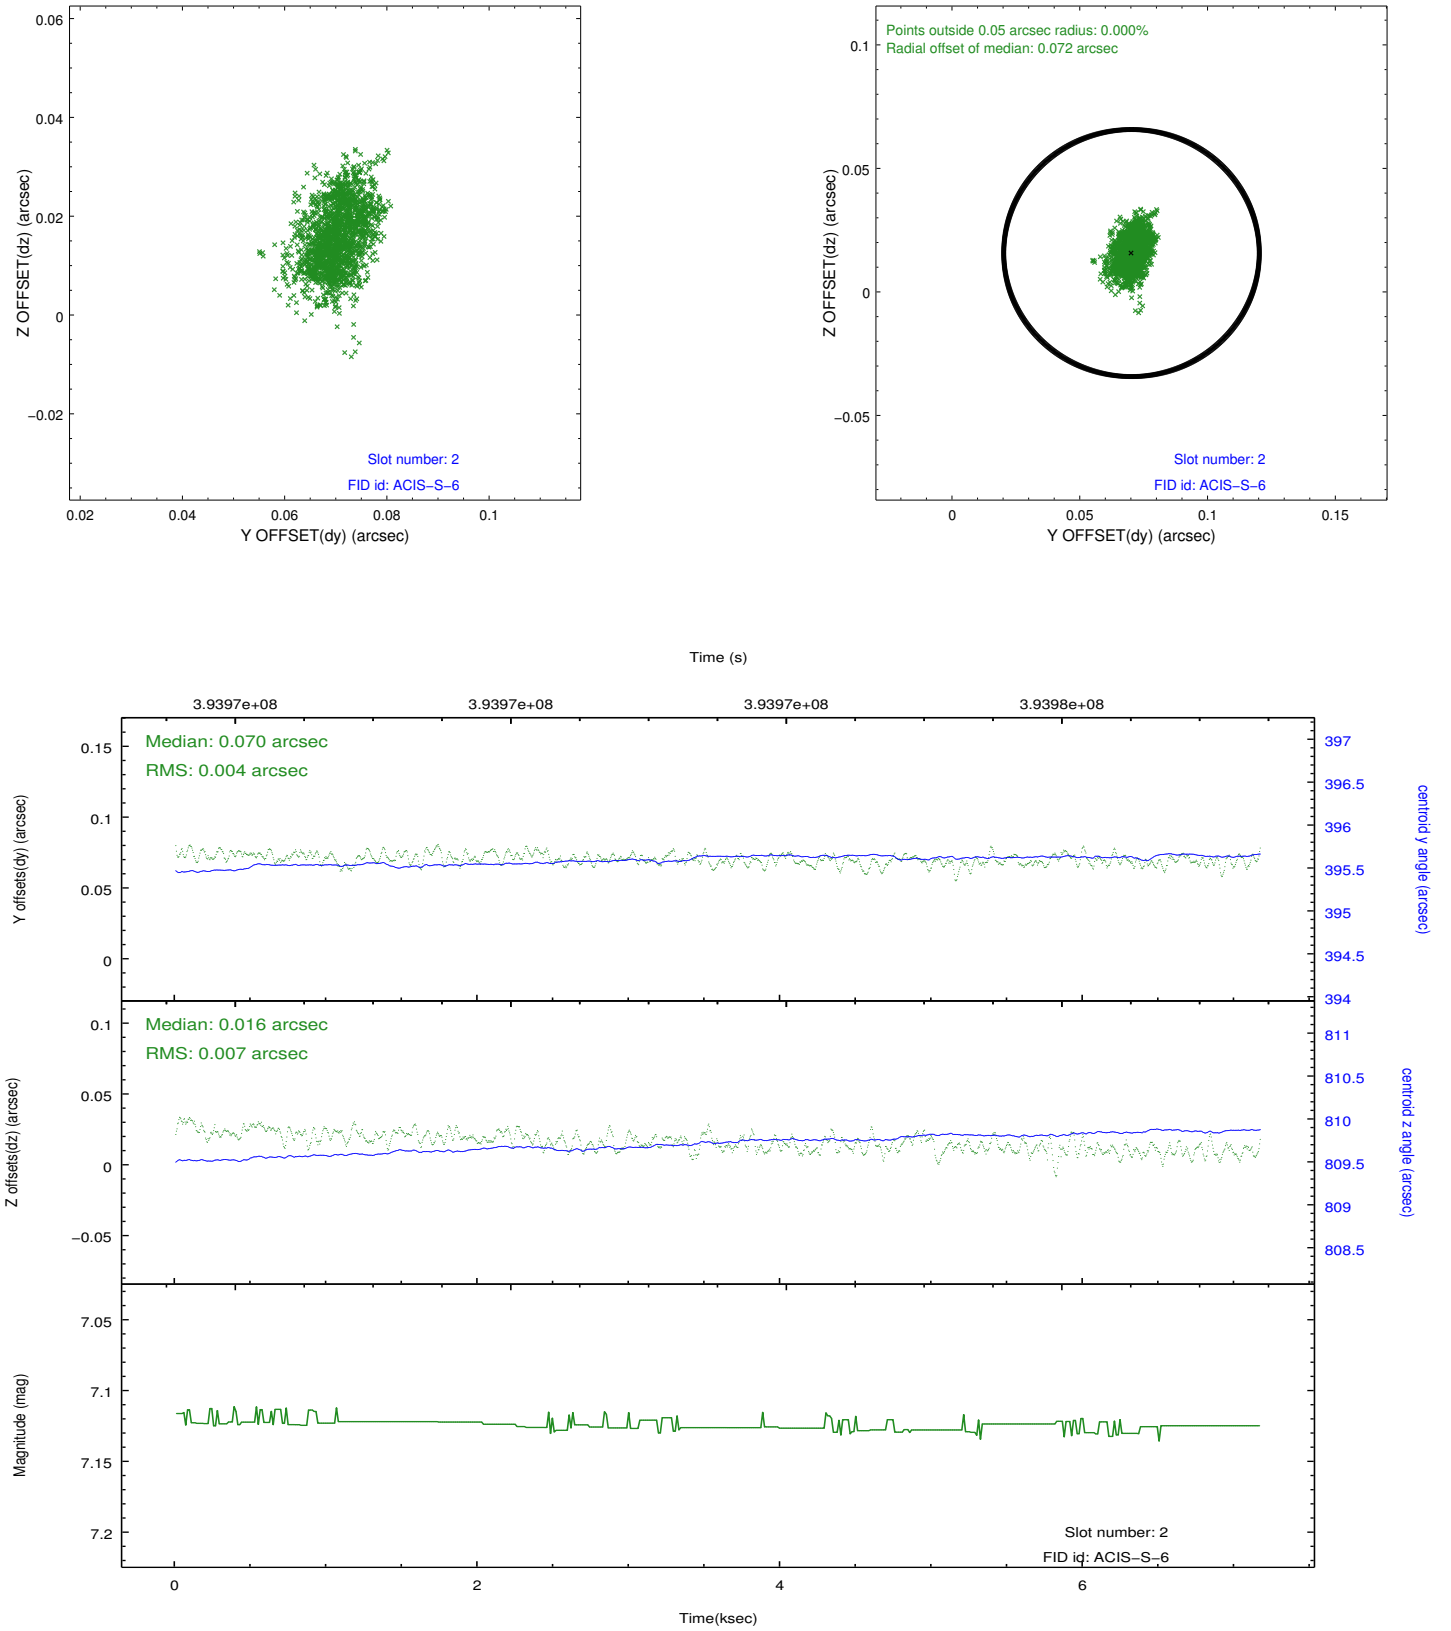 0.06
0.04
0.02
0
−0.02
Z OFFSET(dz) (arcsec)
Slot number: 2
FID id: ACIS−S−6
0.02
0.04
0.06
0.08
0.1
Y OFFSET(dy) (arcsec)
Points outside 0.05 arcsec radius: 0.000%
Radial offset of median: 0.072 arcsec
0.1
0.05
0
−0.05
Z OFFSET(dz) (arcsec)
Slot number: 2
FID id: ACIS−S−6
0
0.05
0.1
0.15
Y OFFSET(dy) (arcsec)
Time (s)
3.9397e+08
3.9397e+08
3.9397e+08
3.9398e+08
Median: 0.070 arcsec
RMS: 0.004 arcsec
0.15
0.1
0.05
0
Y offsets(dy) (arcsec)
397
396.5
396
395.5
395
394.5
394
centroid y angle (arcsec)
Median: 0.016 arcsec
RMS: 0.007 arcsec
0.1
0.05
0
−0.05
Z offsets(dz) (arcsec)
811
810.5
810
809.5
809
808.5
centroid z angle (arcsec)
7.05
7.1
7.15
7.2
Magnitude (mag)
Slot number: 2
FID id: ACIS−S−6
0
2
4
6
Time(ksec)